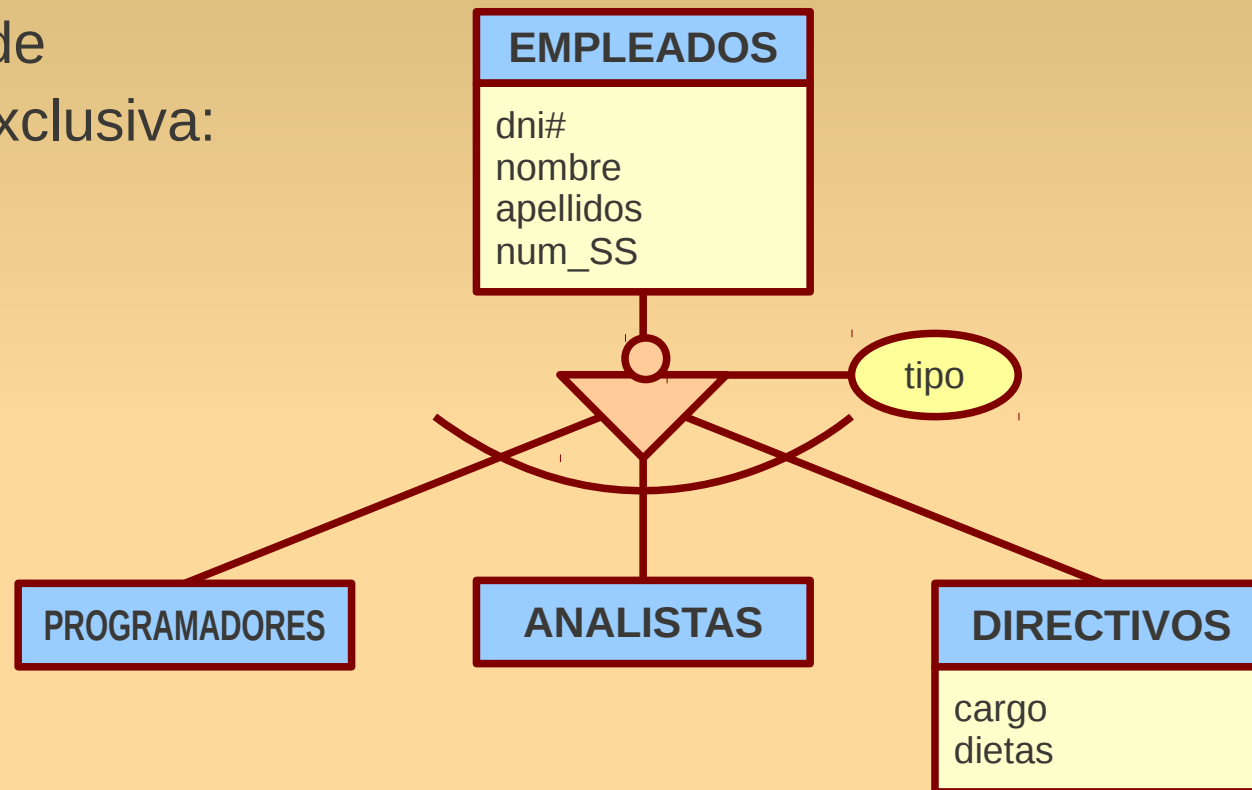 de
xclusiva:
EMPLEADOS
dni#
nombre
apellidos
num_SS
tipo
PROGRAMADORES
ANALISTAS
DIRECTIVOS
cargo
dietas